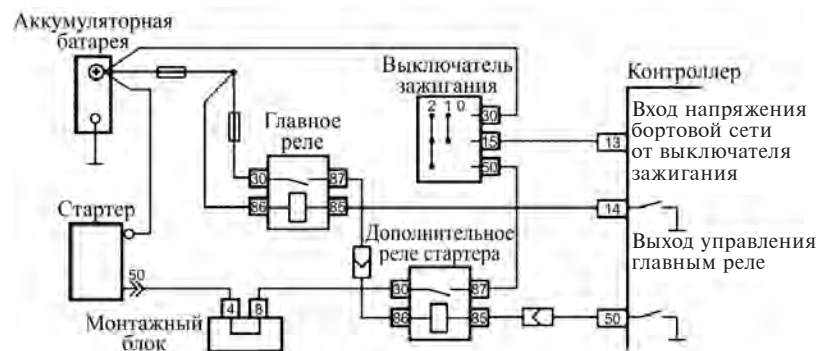 Аккумуляторная
батарея
Выключатель
зажигания
Контроллер
2 1 0
30
15
50
13
Вход напряжения
бортовой сети
от выключателя
зажигания
Главное
реле
30
87
86
85
14
Стартер
Дополнительное
реле стартера
Выход управления
главным реле
50
4
6
30
87
86
85
50
Монтажный
блок